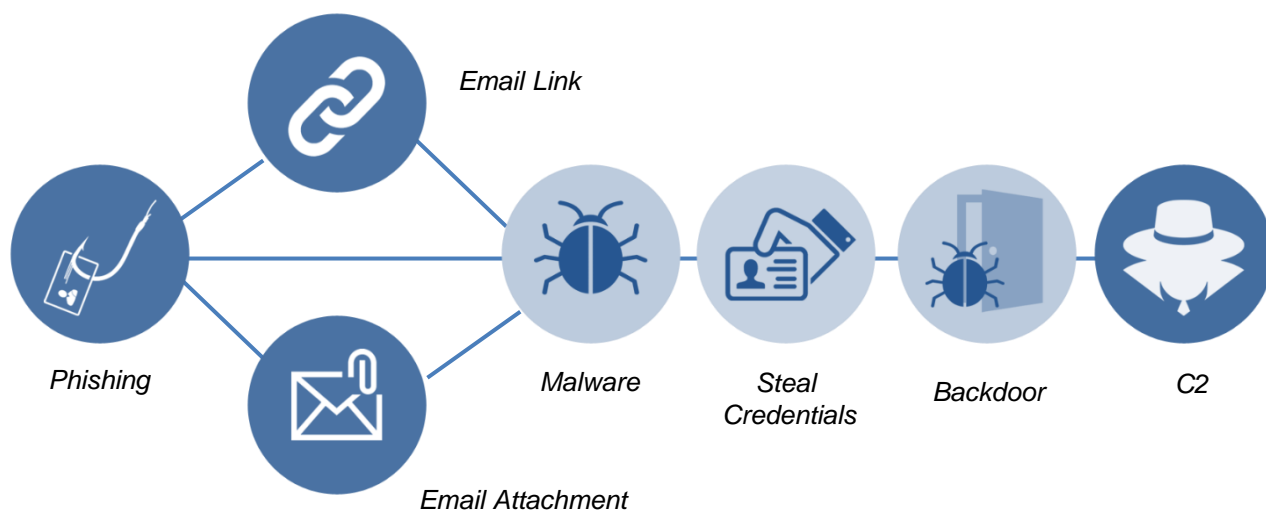 Email Link
Phishing
Malware
Steal
Credentials
Backdoor
C2
Email Attachment